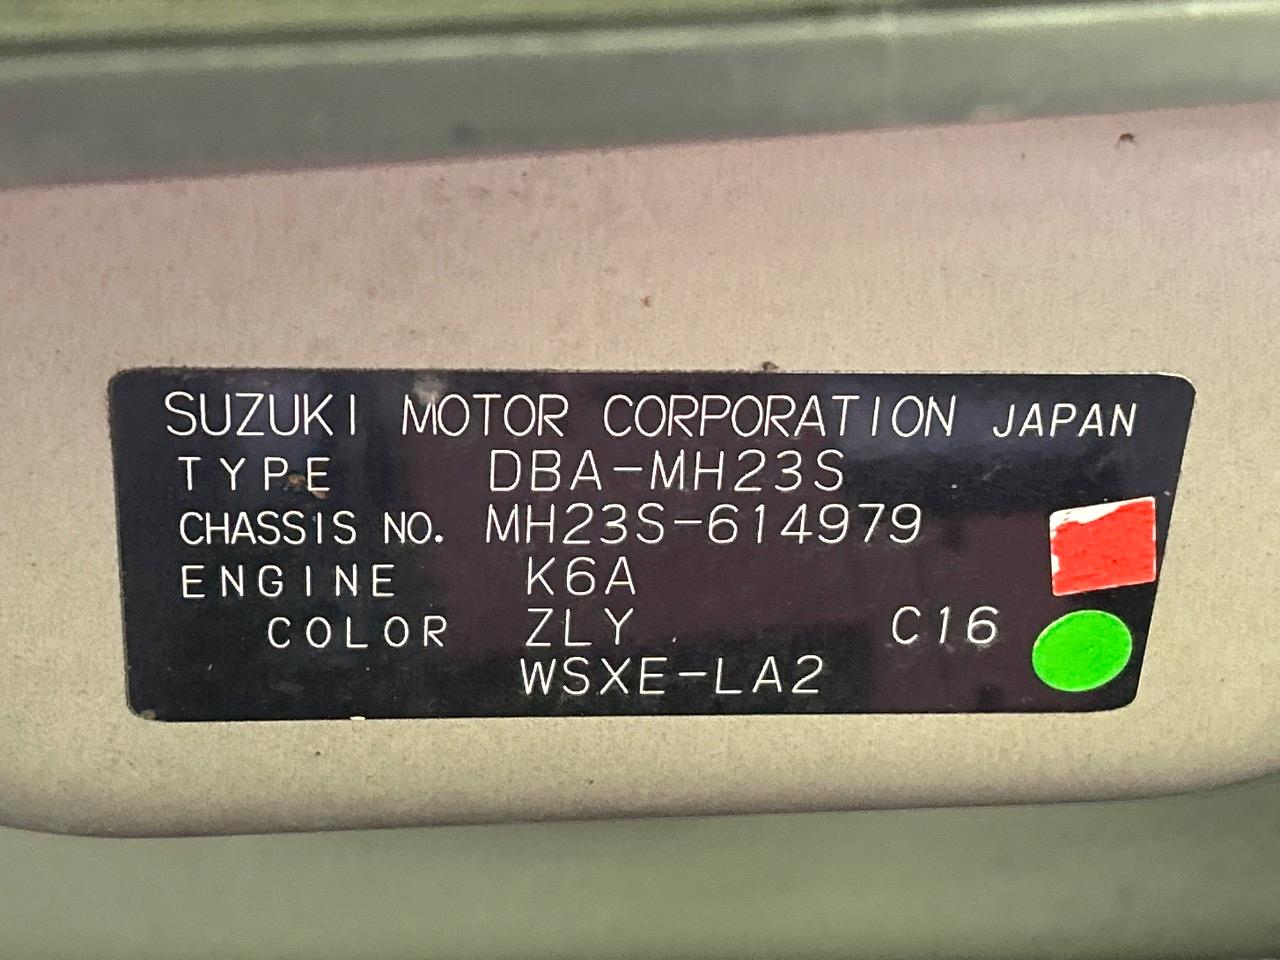 SUZUKI MOTOR CORPORATION JAPAN
TYPE DBA-MH23S
CHASSIS NO. MH23S-614979
ENGINE K6A
COLOR ZLY C16
WSXE-LA2